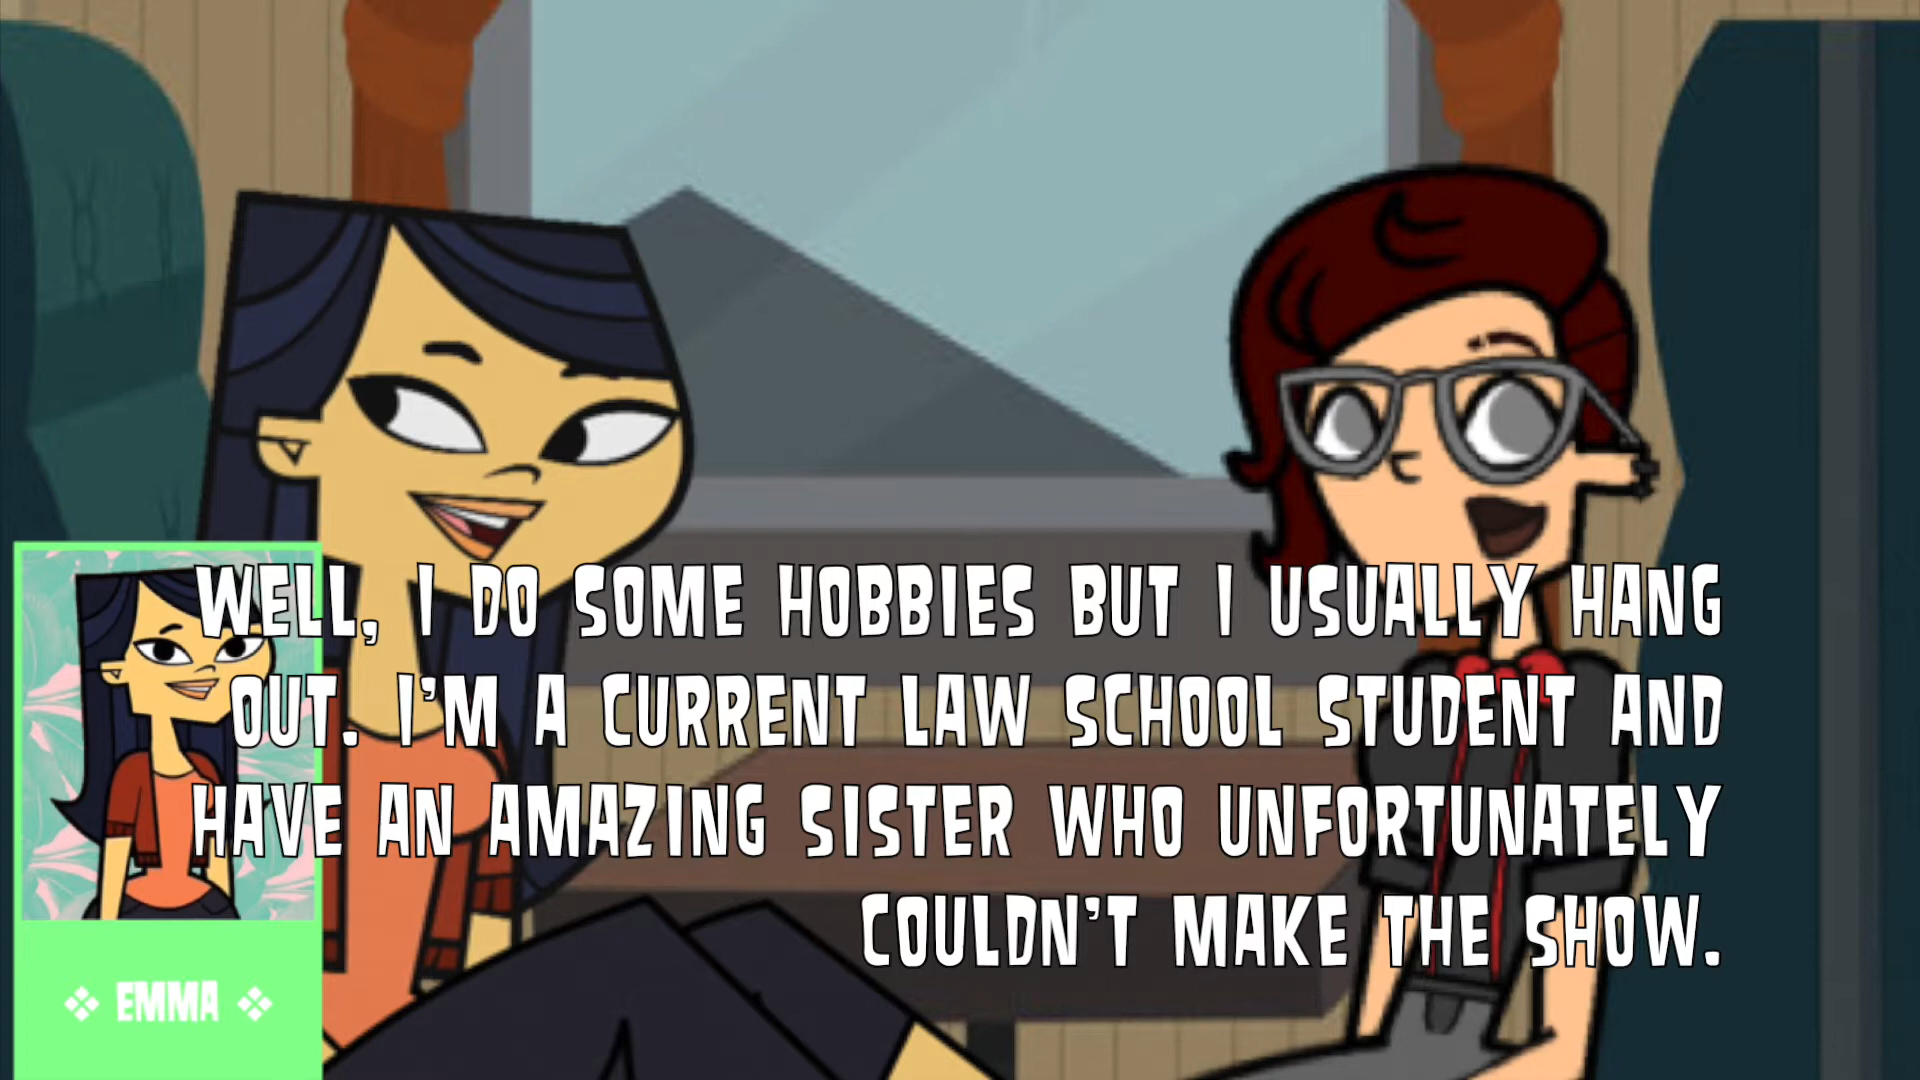 WELL, I DO SOME HOBBIES BUT I USUALLY HANG
OUT. I'M A CURRENT LAW SCHOOL STUDENT AND
HAVE AN AMAZING SISTER WHO UNFORTUNATELY
COULDN'T MAKE THE SHOW.
❖ EMMA ❖